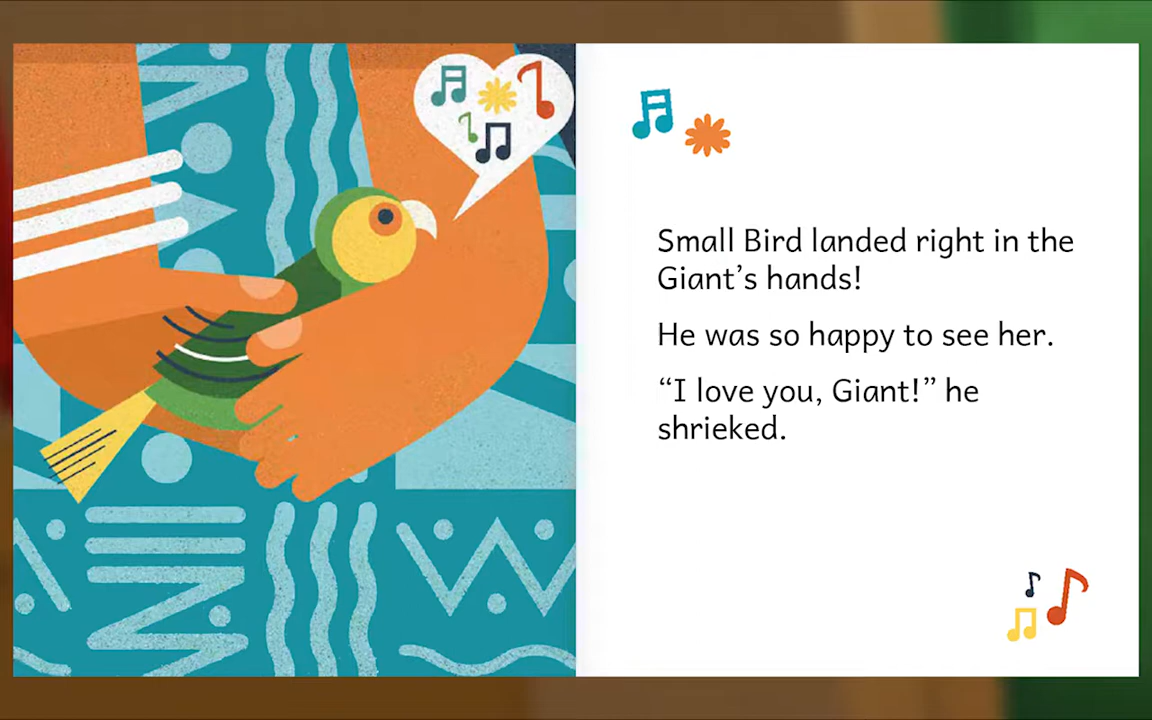 Small Bird landed right in the
Giant’s hands!
He was so happy to see her.
“I love you, Giant!” he
shrieked.